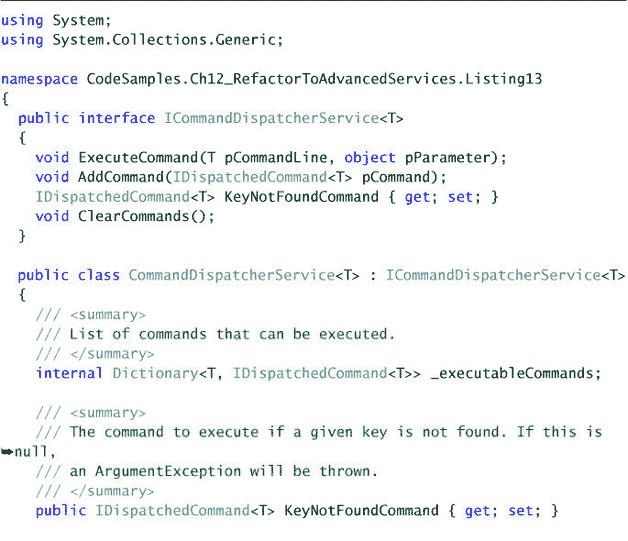 using System;
using System.Collections.Generic;

namespace CodeSamples.Ch12_RefactorToAdvancedServices.Listing13
{
  public interface ICommandDispatcherService<T>
  {
    void ExecuteCommand(T pCommandLine, object pParameter);
    void AddCommand(IDispatchedCommand<T> pCommand);
    IDispatchedCommand<T> KeyNotFoundCommand { get; set; }
    void ClearCommands();
  }

  public class CommandDispatcherService<T> : ICommandDispatcherService<T>
  {
    /// <summary>
    /// List of commands that can be executed.
    /// </summary>
    internal Dictionary<T, IDispatchedCommand<T>> _executableCommands;

    /// <summary>
    /// The command to execute if a given key is not found. If this is
➥null,
    /// an ArgumentException will be thrown.
    /// </summary>
    public IDispatchedCommand<T> KeyNotFoundCommand { get; set; }